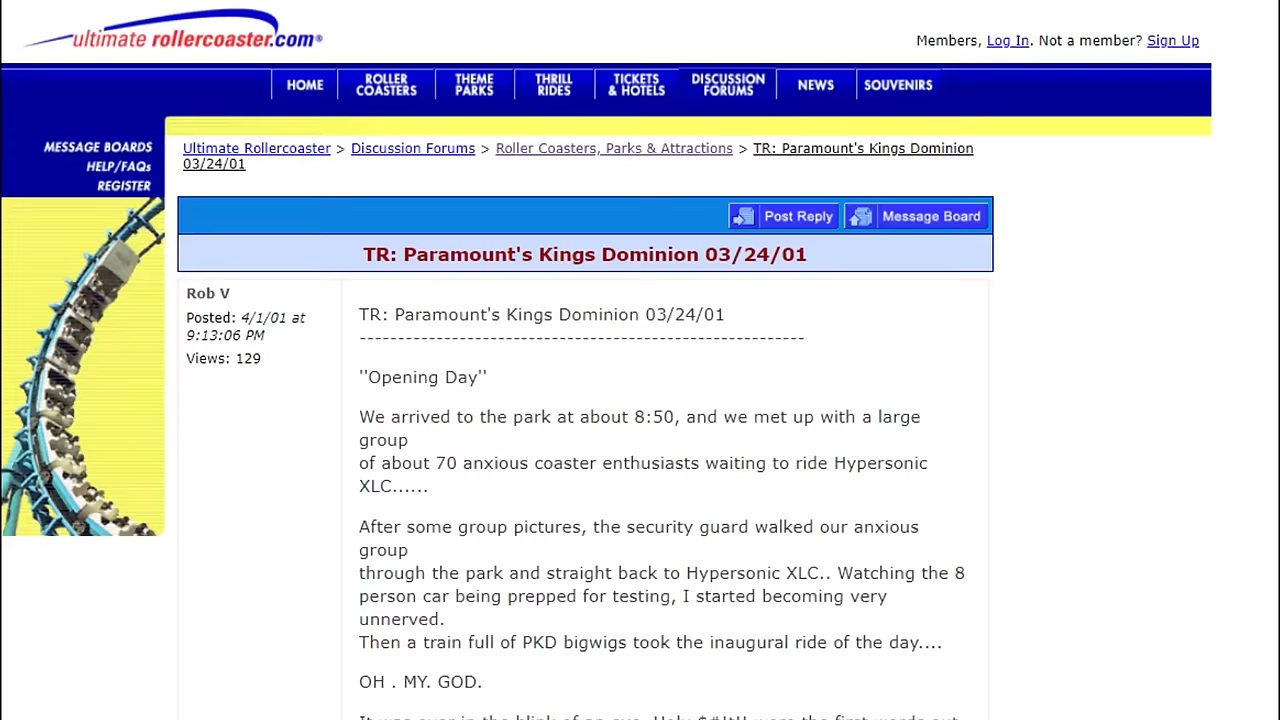 ultimate rollercoaster.com®
Members, Log In. Not a member? Sign Up
HOME
ROLLER COASTERS
THEME PARKS
THRILL RIDES
TICKETS & HOTELS
DISCUSSION FORUMS
NEWS
SOUVENIRS
MESSAGE BOARDS
HELP/FAQs
REGISTER
Ultimate Rollercoaster > Discussion Forums > Roller Coasters, Parks & Attractions > TR: Paramount's Kings Dominion
03/24/01
Post Reply
Message Board
TR: Paramount's Kings Dominion 03/24/01
Rob V
Posted: 4/1/01 at
9:13:06 PM
Views: 129
TR: Paramount's Kings Dominion 03/24/01
----------------------------------------------------------
''Opening Day''
We arrived to the park at about 8:50, and we met up with a large
group
of about 70 anxious coaster enthusiasts waiting to ride Hypersonic
XLC......
After some group pictures, the security guard walked our anxious
group
through the park and straight back to Hypersonic XLC.. Watching the 8
person car being prepped for testing, I started becoming very
unnerved.
Then a train full of PKD bigwigs took the inaugural ride of the day....
OH . MY. GOD.